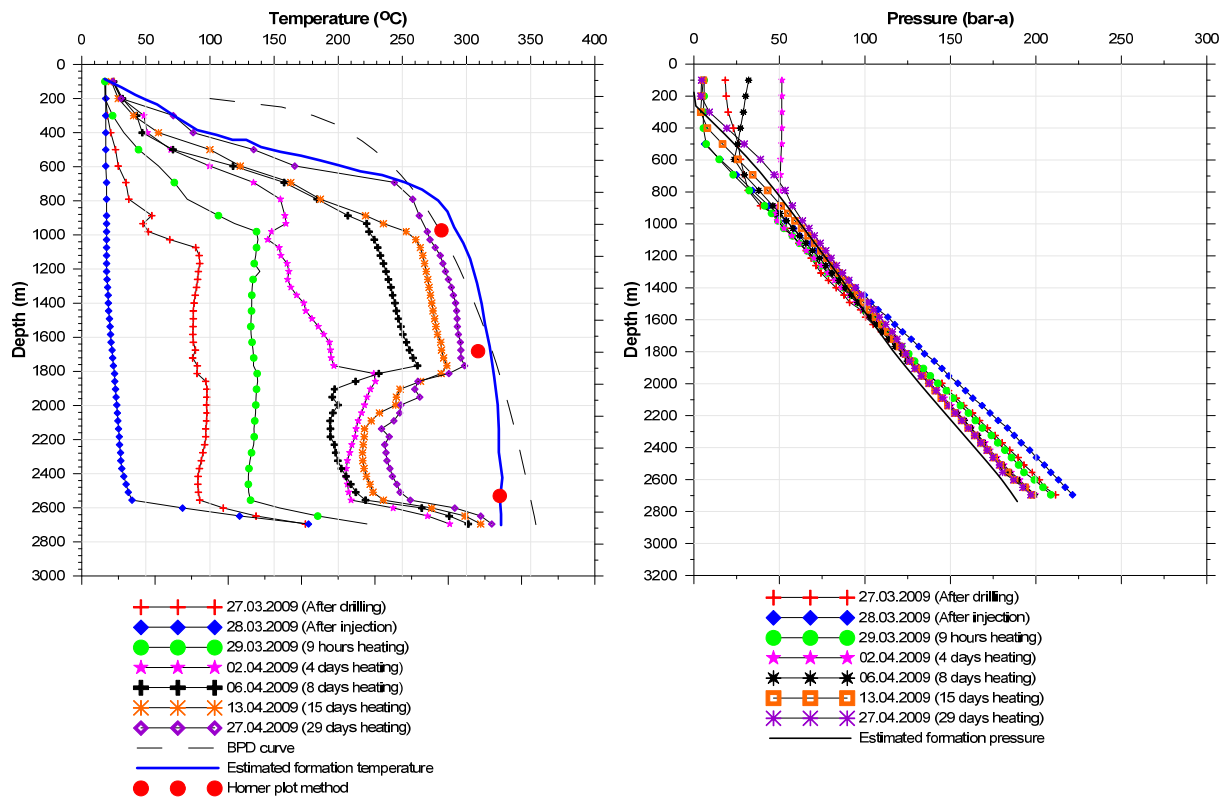 Temperature (ºC)
0 50 100 150 200 250 300 350 400
Depth (m)
0
200
400
600
800
1000
1200
1400
1600
1800
2000
2200
2400
2600
2800
3000
27.03.2009 (After drilling)
28.03.2009 (After injection)
29.03.2009 (9 hours heating)
02.04.2009 (4 days heating)
06.04.2009 (8 days heating)
13.04.2009 (15 days heating)
27.04.2009 (29 days heating)
BPD curve
Estimated formation temperature
Horner plot method
Pressure (bar-a)
0 50 100 150 200 250 300
Depth (m)
0
200
400
600
800
1000
1200
1400
1600
1800
2000
2200
2400
2600
2800
3000
3200
27.03.2009 (After drilling)
28.03.2009 (After injection)
29.03.2009 (9 hours heating)
02.04.2009 (4 days heating)
06.04.2009 (8 days heating)
13.04.2009 (15 days heating)
27.04.2009 (29 days heating)
Estimated formation pressure